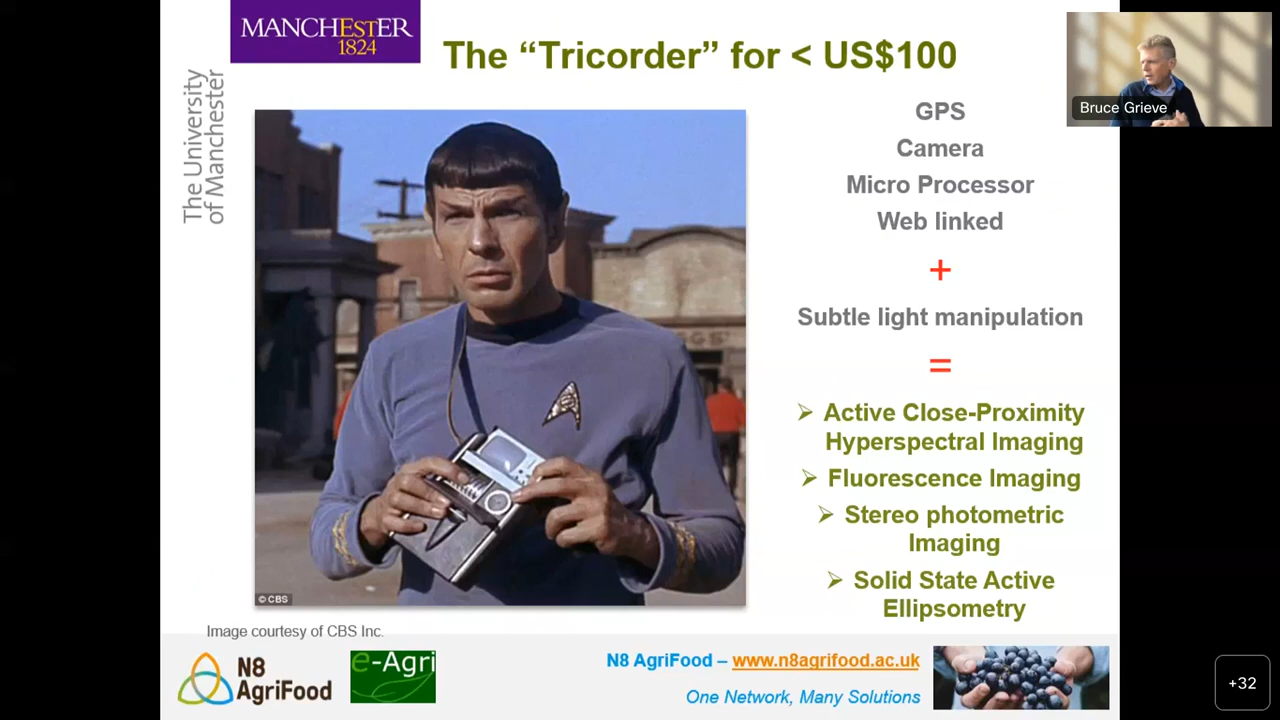 MANCHESTER
1824
The University
of Manchester
The “Tricorder” for < US$100
Bruce Grieve
GPS
Camera
Micro Processor
Web linked
+
Subtle light manipulation
=
➢ Active Close-Proximity
Hyperspectral Imaging
➢ Fluorescence Imaging
➢ Stereo photometric
Imaging
➢ Solid State Active
Ellipsometry
© CBS
Image courtesy of CBS Inc.
N8
AgriFood
e-Agri
N8 AgriFood – www.n8agrifood.ac.uk
One Network, Many Solutions
+32